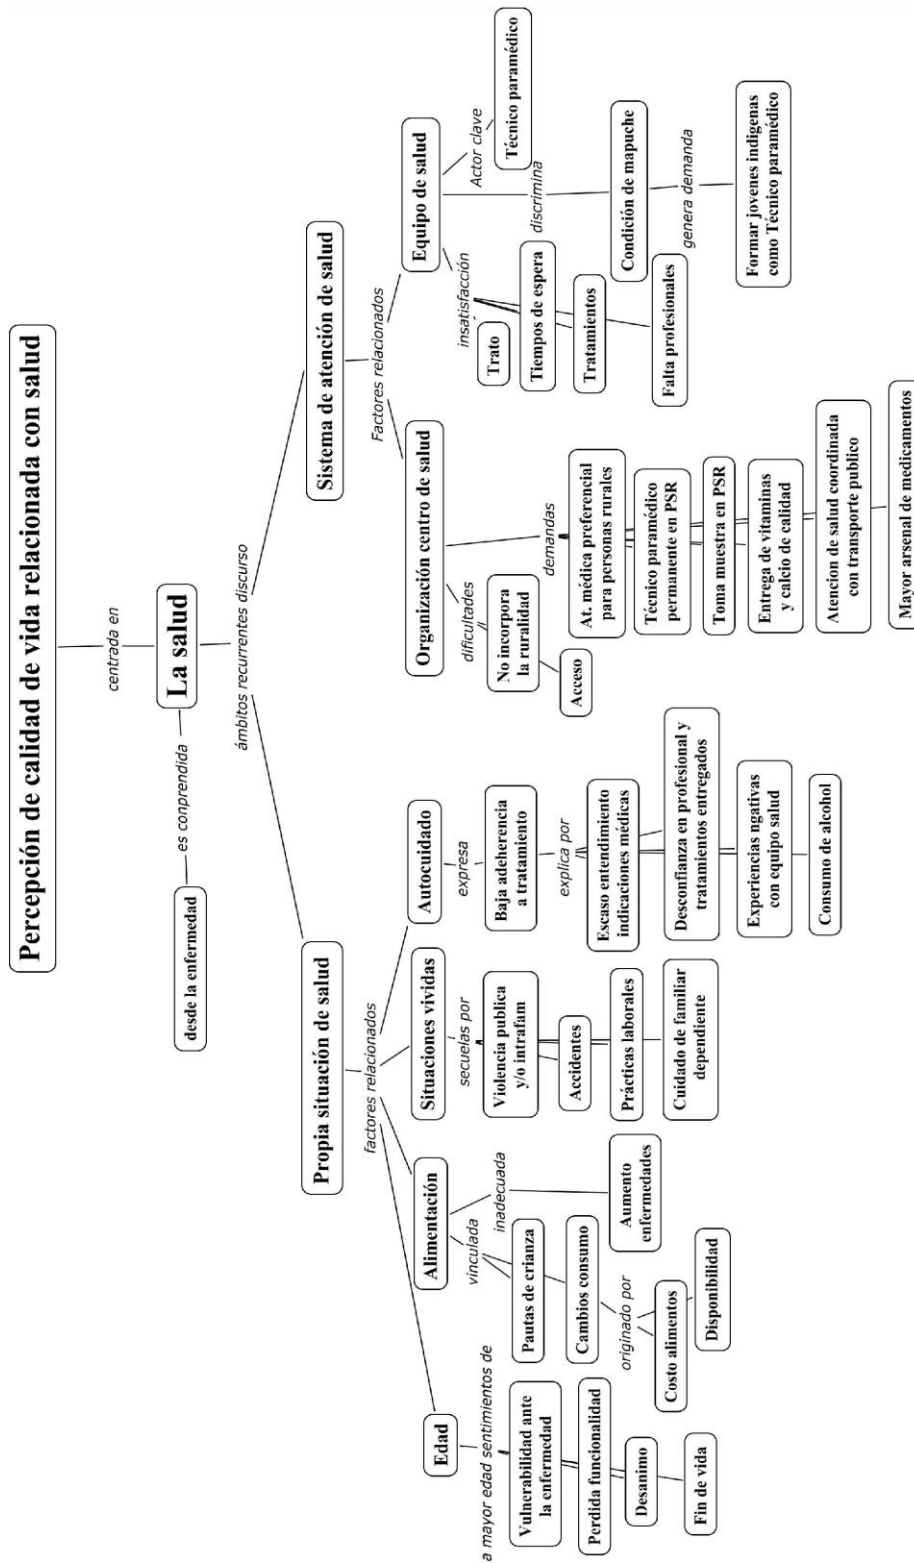 Percepción de calidad de vida relacionada con salud
centrada en
La salud
es conprendida
desde la enfermedad
ámbitos recurrentes discurso
Propia situación de salud
factores relacionados
Edad
a mayor edad sentimientos de
Vulnerabilidad ante
la enfermedad
Perdida funcionalidad
Desanimo
Fin de vida
Alimentación
vinculada
Pautas de crianza
Cambios consumo
originado por
Costo alimentos
Disponibilidad
inadecuada
Aumento
enfermedades
Situaciones vividas
secuelas por
Violencia publica
y/o intrafam
Accidentes
Prácticas laborales
Cuidado de familiar
dependiente
Autocuidado
expresa
Baja adeherencia
a tratamiento
explica por
Escaso entendimiento
indicaciones médicas
Desconfianza en profesional y
tratamientos entregados
Experiencias ngativas
con equipo salud
Consumo de alcohol
Sistema de atención de salud
Factores relacionados
Organización centro de salud
dificultades
No incorpora
la ruralidad
Acceso
demandas
At. médica preferencial
para personas rurales
Técnico paramédico
permanente en PSR
Toma muestra en PSR
Entrega de vitaminas
y calcio de calidad
Atencion de salud coordinada
con transporte publico
Mayor arsenal de medicamentos
Equipo de salud
insatisfacción
Trato
Tiempos de espera
Tratamientos
Falta profesionales
discrimina
Condición de mapuche
genera demanda
Formar jovenes indigenas
como Técnico paramédico
Actor clave
Técnico paramédico